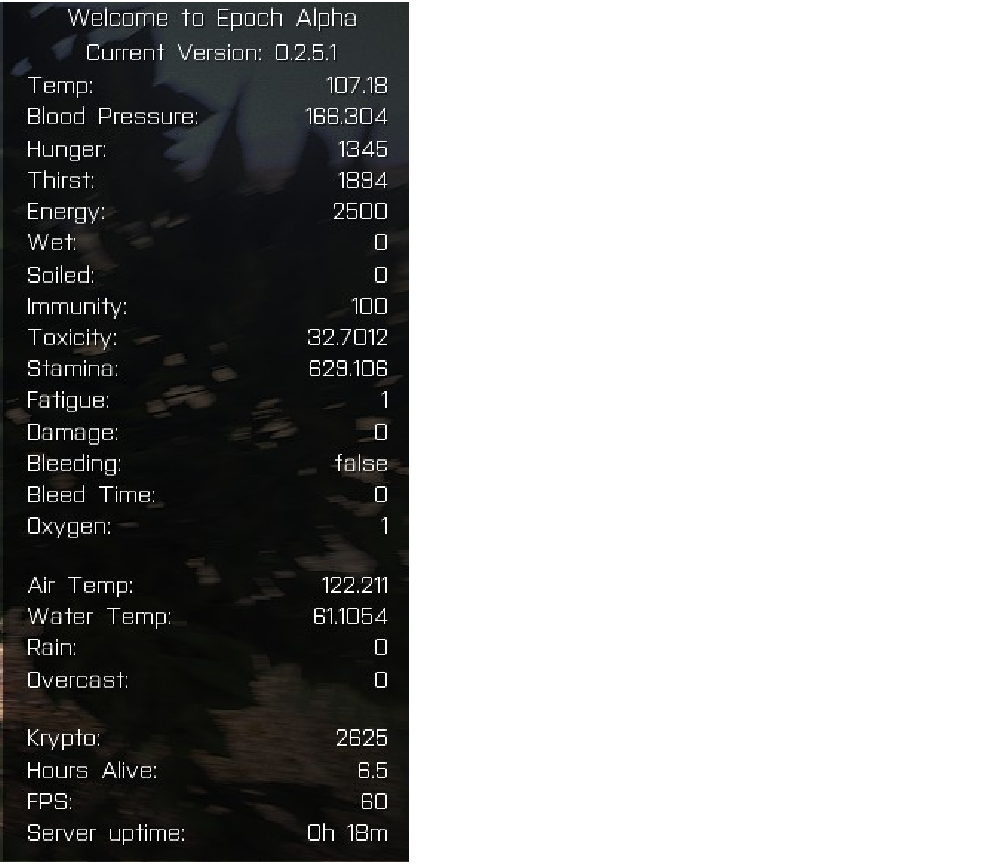 Welcome to Epoch Alpha
Current Version: 0.2.5.1
Temp: 107.18
Blood Pressure: 166.304
Hunger: 1345
Thirst: 1894
Energy: 2500
Wet: 0
Soiled: 0
Immunity: 100
Toxicity: 32.7012
Stamina: 629.106
Fatigue: 1
Damage: 0
Bleeding: false
Bleed Time: 0
Oxygen: 1
Air Temp: 122.211
Water Temp: 61.1054
Rain: 0
Overcast: 0
Krypto: 2625
Hours Alive: 6.5
FPS: 60
Server uptime: 0h 18m